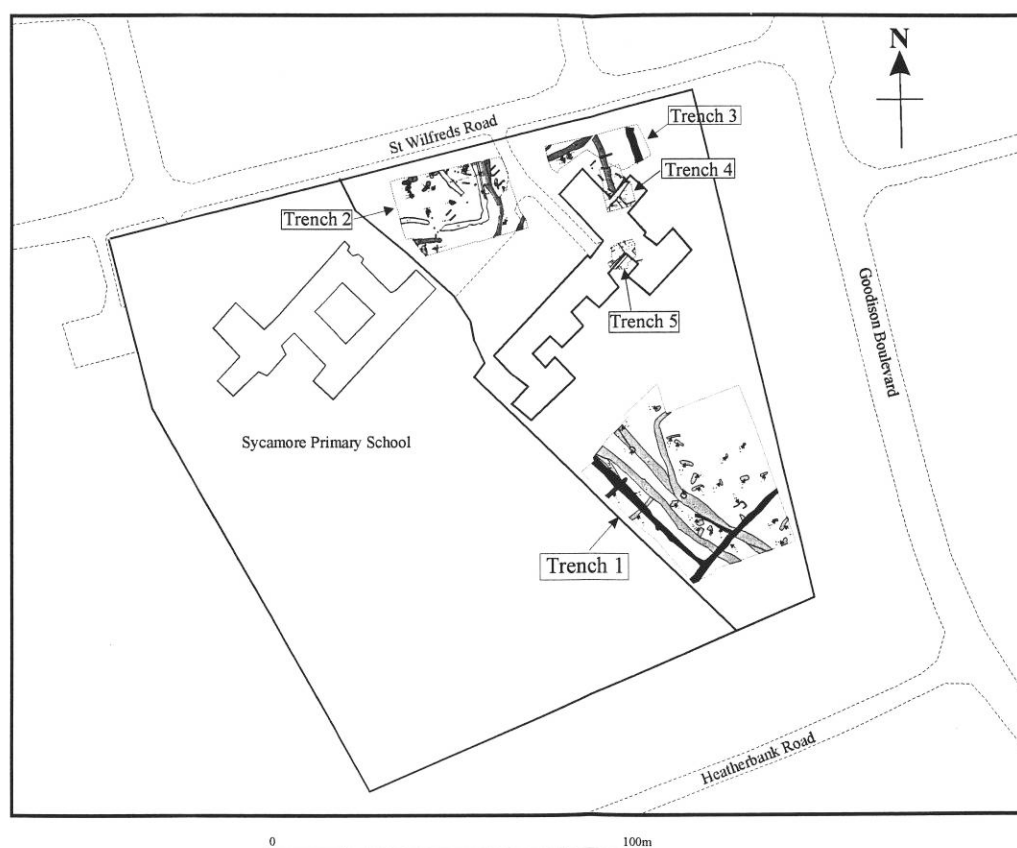 N
St Wilfreds Road
Trench 3
Trench 4
Trench 2
Trench 5
Goodison Boulevard
Sycamore Primary School
Trench 1
Heatherbank Road
0 100m